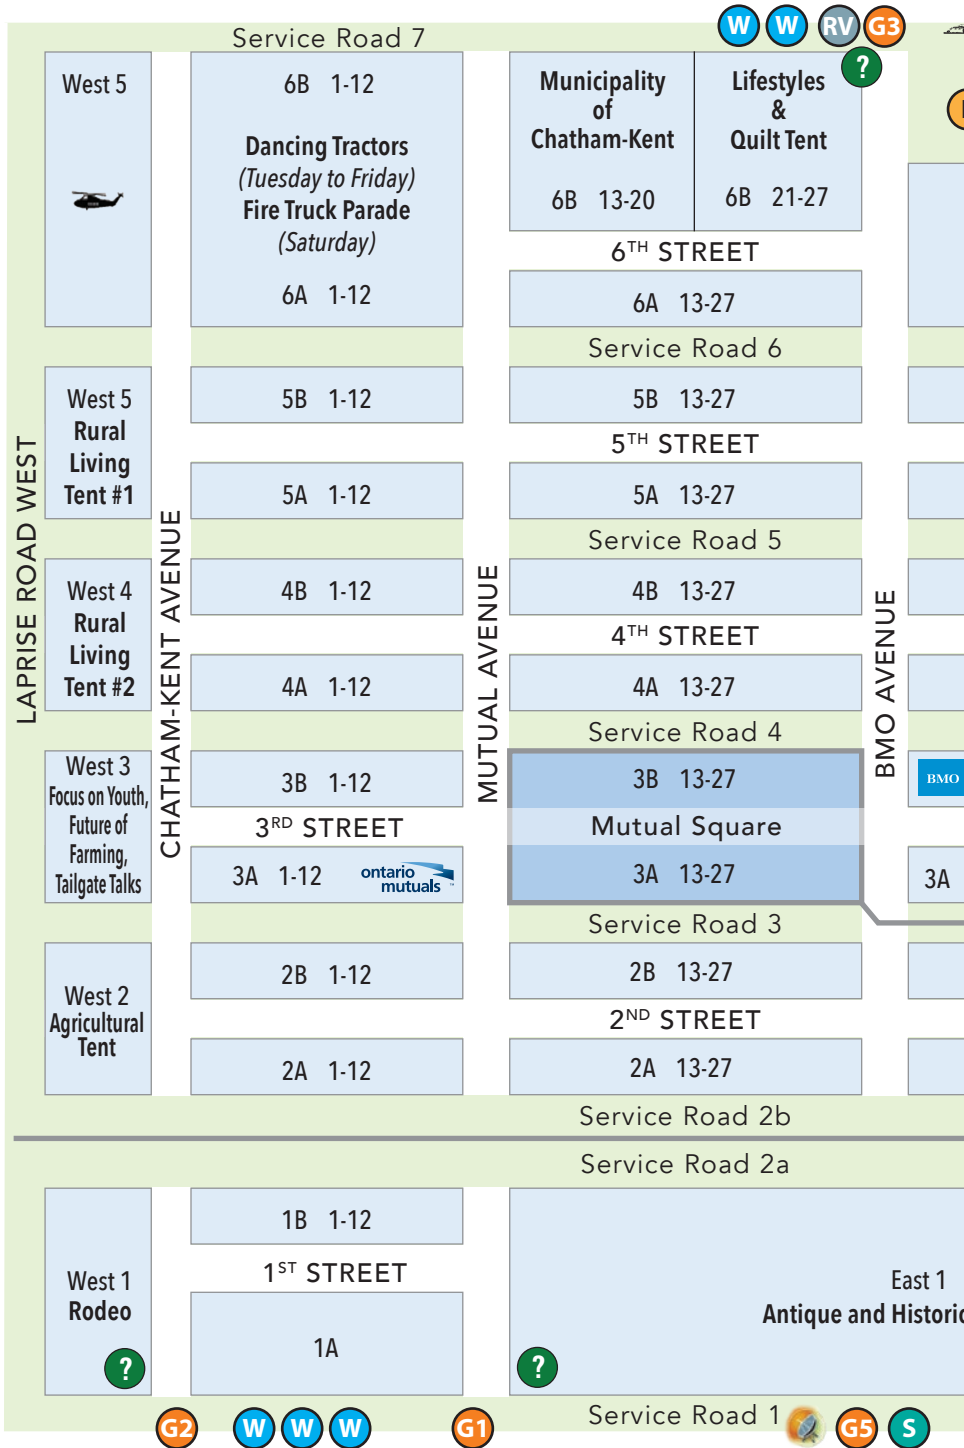 W W RV G3
Service Road 7
West 5
6B 1-12
Dancing Tractors
(Tuesday to Friday)
Fire Truck Parade
(Saturday)
6A 1-12
Municipality
of
Chatham-Kent
6B 13-20
Lifestyles
&
Quilt Tent
6B 21-27
?
6TH STREET
6A 13-27
Service Road 6
West 5
Rural
Living
Tent #1
5B 1-12
5B 13-27
5TH STREET
5A 1-12
5A 13-27
Service Road 5
LAPRISE ROAD WEST
CHATHAM-KENT AVENUE
MUTUAL AVENUE
BMO AVENUE
West 4
Rural
Living
Tent #2
4B 1-12
4B 13-27
4TH STREET
4A 1-12
4A 13-27
Service Road 4
West 3
Focus on Youth,
Future of
Farming,
Tailgate Talks
3B 1-12
3B 13-27
BMO
3RD STREET
Mutual Square
3A 1-12
ontario
mutuals
3A 13-27
3A
Service Road 3
West 2
Agricultural
Tent
2B 1-12
2B 13-27
2ND STREET
2A 1-12
2A 13-27
Service Road 2b
Service Road 2a
1B 1-12
1ST STREET
West 1
Rodeo
?
1A
East 1
Antique and Historic
?
Service Road 1
G2 W W W G1 G5 S